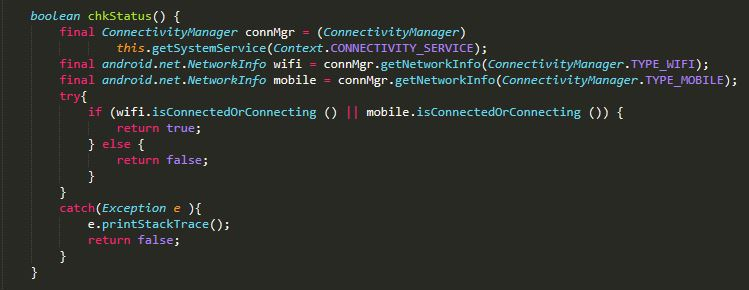 boolean chkStatus() {
    final ConnectivityManager connMgr = (ConnectivityManager)
            this.getSystemService(Context.CONNECTIVITY_SERVICE);
    final android.net.NetworkInfo wifi = connMgr.getNetworkInfo(ConnectivityManager.TYPE_WIFI);
    final android.net.NetworkInfo mobile = connMgr.getNetworkInfo(ConnectivityManager.TYPE_MOBILE);
    try{
        if (wifi.isConnectedOrConnecting () || mobile.isConnectedOrConnecting ()) {
            return true;
        } else {
            return false;
        }
    }
    catch(Exception e ){
        e.printStackTrace();
        return false;
    }
}